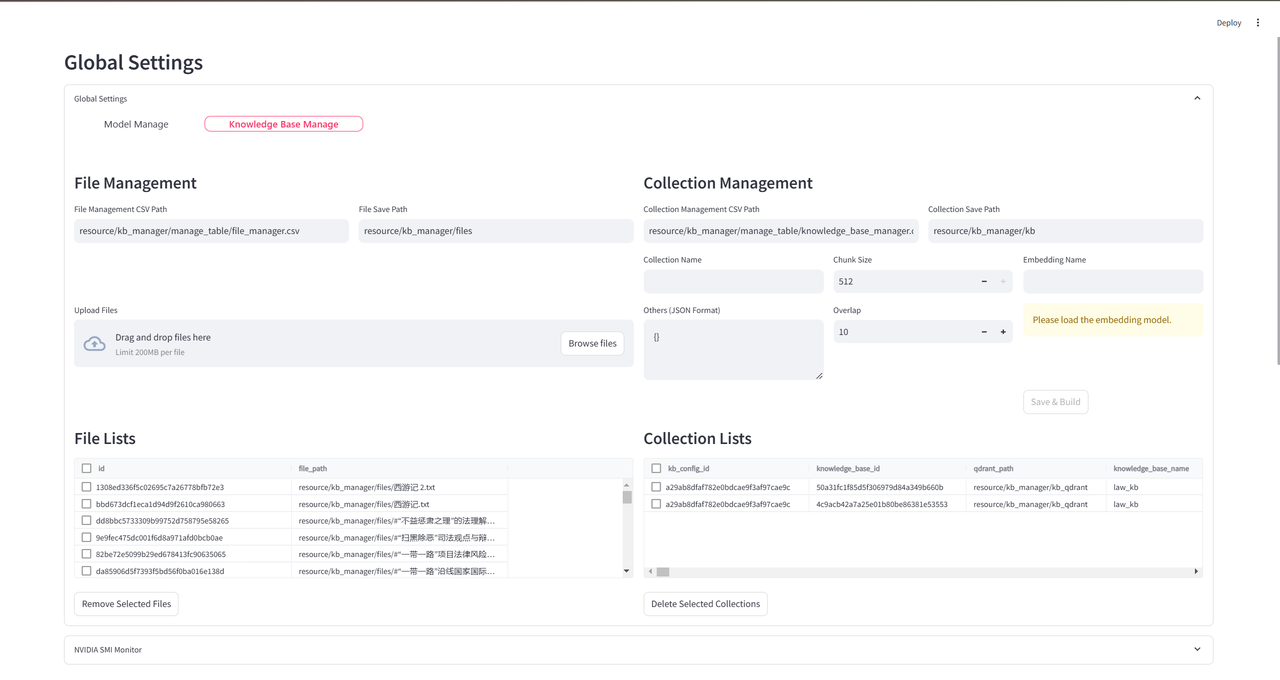 Deploy
Global Settings
Global Settings
Model Manage
Knowledge Base Manage
File Management
File Management CSV Path
File Save Path
resource/kb_manager/manage_table/file_manager.csv
resource/kb_manager/files
Upload Files
Drag and drop files here
Limit 200MB per file
Browse files
Collection Management
Collection Management CSV Path
Collection Save Path
resource/kb_manager/manage_table/knowledge_base_manager.c
resource/kb_manager/kb
Collection Name
Chunk Size
Embedding Name
512
Others (JSON Format)
Overlap
{}
10
Please load the embedding model.
Save & Build
File Lists
id file_path
1308ed336f5c02695c7a26778bfb72e3 resource/kb_manager/files/西游记 2.txt
bbd673dcf1eca1d94d9f2610ca980663 resource/kb_manager/files/西游记.txt
dd8bbc5733309b99752d758795e58265 resource/kb_manager/files/#“不益惩肃之理”的法理解...
9e9fec475dc001f6d8a971afd0bcb0ae resource/kb_manager/files/#“扫黑除恶”司法观点与辩...
82be72e5099b29ed678413fc90635065 resource/kb_manager/files/#“一带一路”项目法律风险...
da85906d5f7393f5bd56f0ba016e138d resource/kb_manager/files/#“一带一路”沿线国家国际...
Remove Selected Files
Collection Lists
kb_config_id knowledge_base_id qdrant_path knowledge_base_name
a29ab8dfaf782e0bdcae9f3af97cae9c 50a31fc1f85d5f306979d84a349b660b resource/kb_manager/kb_qdrant law_kb
a29ab8dfaf782e0bdcae9f3af97cae9c 4c9acb42a7a25e01b80be86381e53553 resource/kb_manager/kb_qdrant law_kb
Delete Selected Collections
NVIDIA SMI Monitor